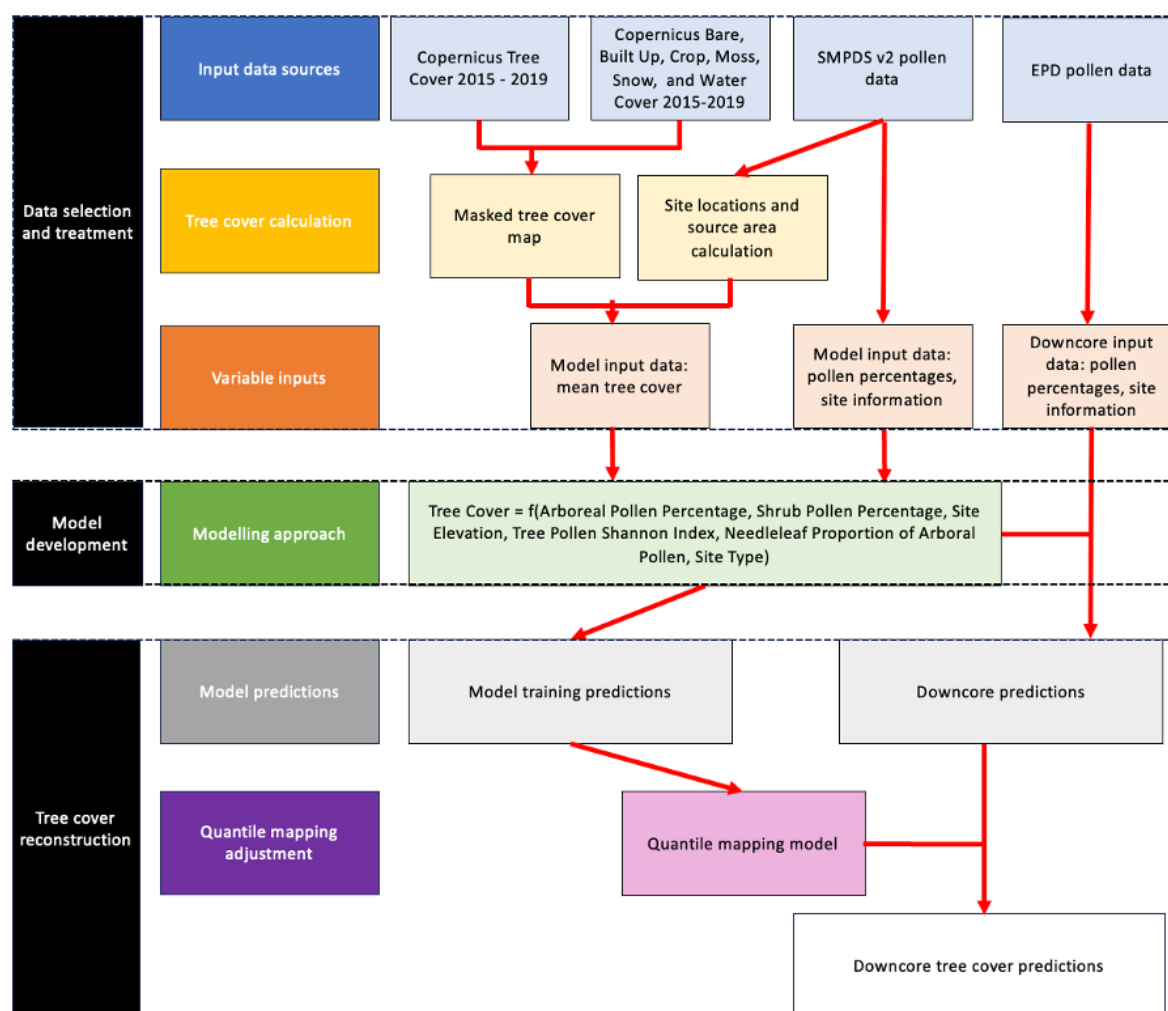 Input data sources
Copernicus Tree
Cover 2015 - 2019
Copernicus Bare,
Built Up, Crop, Moss,
Snow, and Water
Cover 2015-2019
SMPDS v2 pollen
data
EPD pollen data
Data selection
and treatment
Tree cover calculation
Masked tree cover
map
Site locations and
source area
calculation
Variable inputs
Model input data:
mean tree cover
Model input data:
pollen percentages,
site information
Downcore input
data: pollen
percentages, site
information
Model
development
Modelling approach
Tree Cover = f(Arboreal Pollen Percentage, Shrub Pollen Percentage, Site
Elevation, Tree Pollen Shannon Index, Needleleaf Proportion of Arboral
Pollen, Site Type)
Model predictions
Model training predictions
Downcore predictions
Tree cover
reconstruction
Quantile mapping
adjustment
Quantile mapping model
Downcore tree cover predictions